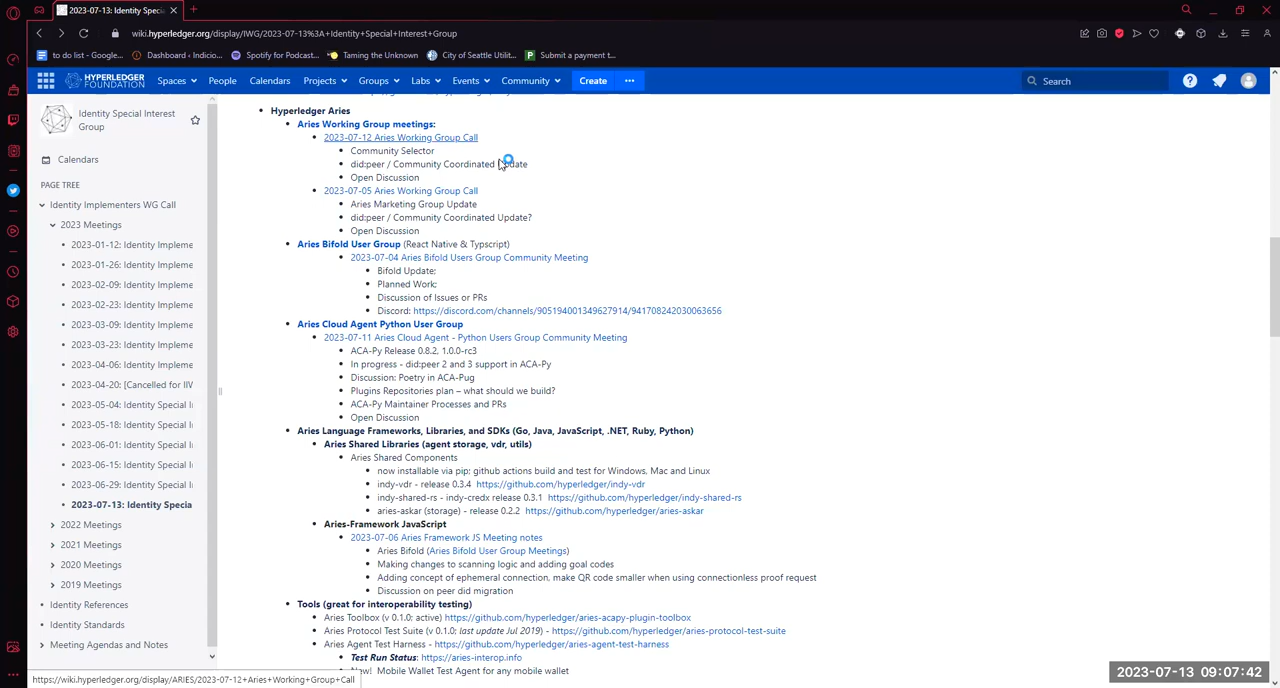 2023-07-13: Identity Special
wiki.hyperledger.org/display/IWG/2023-07-13%3A+Identity+Special+Interest+Group
to do list - Google... Dashboard ‹ Indicio... Spotify for Podcast... Taming the Unknown City of Seattle Utilit... Submit a payment t...
HYPERLEDGER FOUNDATION Spaces People Calendars Projects Groups Labs Events Community Create Search
Identity Special Interest Group
Calendars
PAGE TREE
Identity Implementers WG Call
2023 Meetings
2023-01-12: Identity Impleme
2023-01-26: Identity Impleme
2023-02-09: Identity Impleme
2023-02-23: Identity Impleme
2023-03-09: Identity Impleme
2023-03-23: Identity Impleme
2023-04-06: Identity Impleme
2023-04-20: [Cancelled for IIW
2023-05-04: Identity Special I
2023-05-18: Identity Special I
2023-06-01: Identity Special I
2023-06-15: Identity Special I
2023-06-29: Identity Special I
2023-07-13: Identity Specia
2022 Meetings
2021 Meetings
2020 Meetings
2019 Meetings
Identity References
Identity Standards
Meeting Agendas and Notes
Hyperledger Aries
Aries Working Group meetings:
2023-07-12 Aries Working Group Call
Community Selector
did:peer / Community Coordinated Update
Open Discussion
2023-07-05 Aries Working Group Call
Aries Marketing Group Update
did:peer / Community Coordinated Update?
Open Discussion
Aries Bifold User Group (React Native & Typscript)
2023-07-04 Aries Bifold Users Group Community Meeting
Bifold Update;
Planned Work;
Discussion of Issues or PRs
Discord: https://discord.com/channels/905194001349627914/941708242030063656
Aries Cloud Agent Python User Group
2023-07-11 Aries Cloud Agent - Python Users Group Community Meeting
ACA-Py Release 0.8.2, 1.0.0-rc3
In progress - did:peer 2 and 3 support in ACA-Py
Discussion: Poetry in ACA-Pug
Plugins Repositories plan – what should we build?
ACA-Py Maintainer Processes and PRs
Open Discussion
Aries Language Frameworks, Libraries, and SDKs (Go, Java, JavaScript, .NET, Ruby, Python)
Aries Shared Libraries (agent storage, vdr, utils)
Aries Shared Components
now installable via pip; github actions build and test for Windows, Mac and Linux
indy-vdr - release 0.3.4 https://github.com/hyperledger/indy-vdr
indy-shared-rs - indy-credx release 0.3.1 https://github.com/hyperledger/indy-shared-rs
aries-askar (storage) - release 0.2.2 https://github.com/hyperledger/aries-askar
Aries-Framework JavaScript
2023-07-06 Aries Framework JS Meeting notes
Aries Bifold (Aries Bifold User Group Meetings)
Making changes to scanning logic and adding goal codes
Adding concept of ephemeral connection, make QR code smaller when using connectionless proof request
Discussion on peer did migration
Tools (great for interoperability testing)
Aries Toolbox (v 0.1.0; active) https://github.com/hyperledger/aries-acapy-plugin-toolbox
Aries Protocol Test Suite (v 0.1.0; last update Jul 2019) - https://github.com/hyperledger/aries-protocol-test-suite
Aries Agent Test Harness - https://github.com/hyperledger/aries-agent-test-harness
Test Run Status: https://aries-interop.info
New! Mobile Wallet Test Agent for any mobile wallet
https://wiki.hyperledger.org/display/ARIES/2023-07-12+Aries+Working+Group+Call
2023-07-13 09:07:42